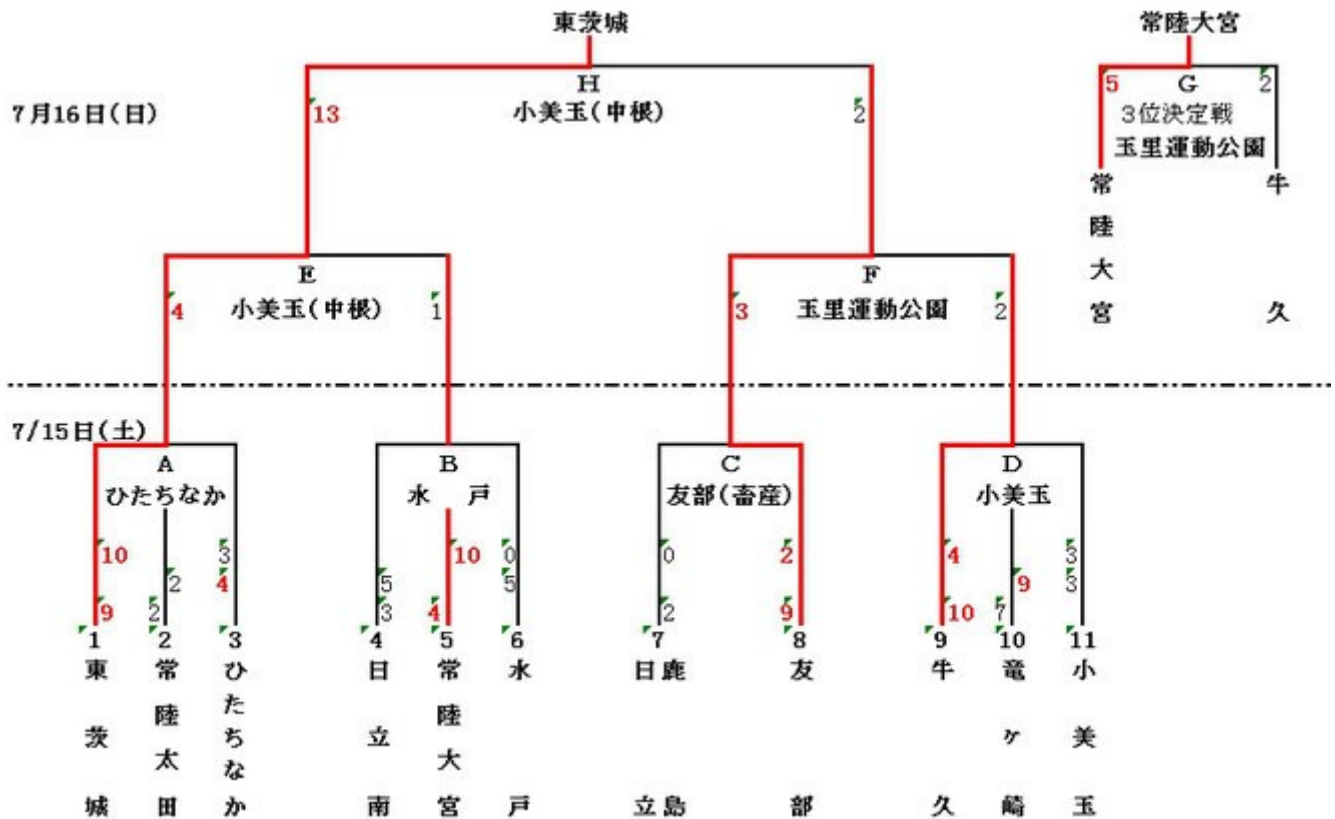 東茨城
常陸大宮
H
小美玉(中根)
7月16日(日)
13
2
5
G
2
3位決定戦
玉里運動公園
常陸大宮
牛久
E
小美玉(中根)
4
1
F
玉里運動公園
3
2
7/15日(土)
A
ひたちなか
B
水戸
C
友部(畜産)
D
小美玉
10
3
10
0
0
2
4
3
2
4
5
5
9
3
9
2
3
4
2
9
10
7
1
2
3
4
5
6
7
8
9
10
11
東茨城
常陸太田
ひたちなか
日立南
常陸大宮
水戸
日立
鹿島
友部
牛久
竜ヶ崎
小美玉